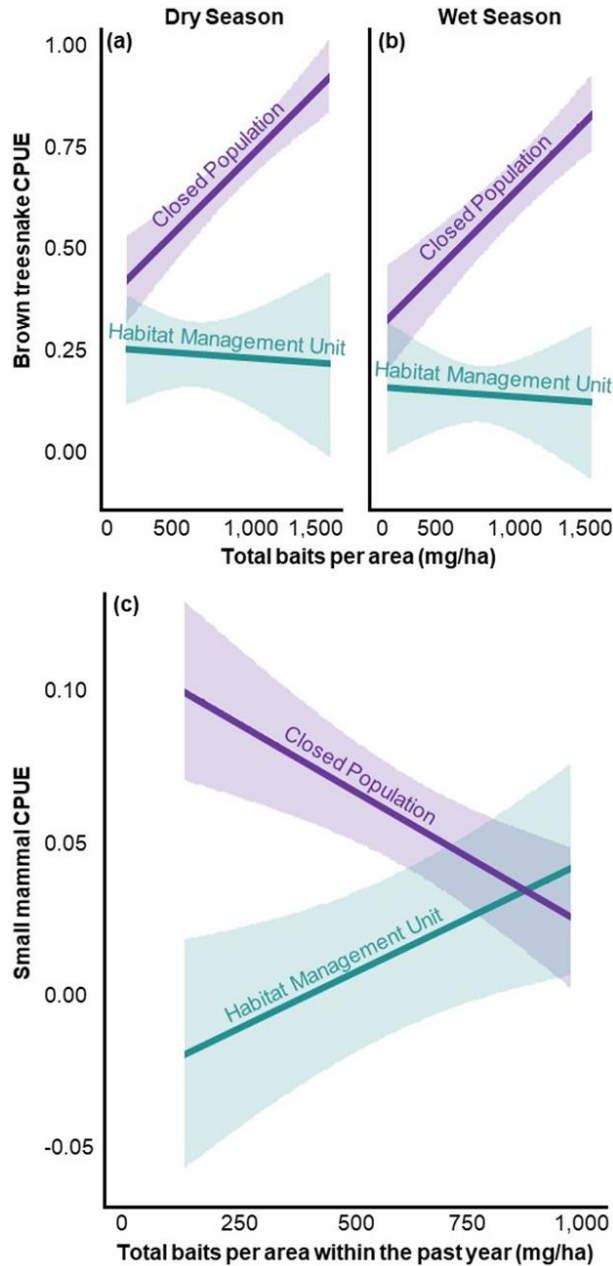 Dry Season
Wet Season
(a)
(b)
1.00
0.75
0.50
0.25
0.00
Brown treesnake CPUE
Closed Population
Habitat Management Unit
Closed Population
Habitat Management Unit
0 500 1,000 1,500
0 500 1,000 1,500
Total baits per area (mg/ha)
(c)
0.10
0.05
0.00
-0.05
Small mammal CPUE
Closed Population
Habitat Management Unit
0 250 500 750 1,000
Total baits per area within the past year (mg/ha)